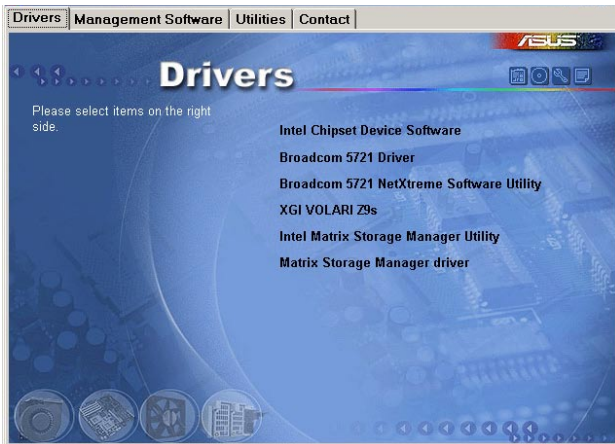 Drivers Management Software Utilities Contact
ASUS
Drivers
Please select items on the right
side.
Intel Chipset Device Software
Broadcom 5721 Driver
Broadcom 5721 NetXtreme Software Utility
XGI VOLARI Z9s
Intel Matrix Storage Manager Utility
Matrix Storage Manager driver